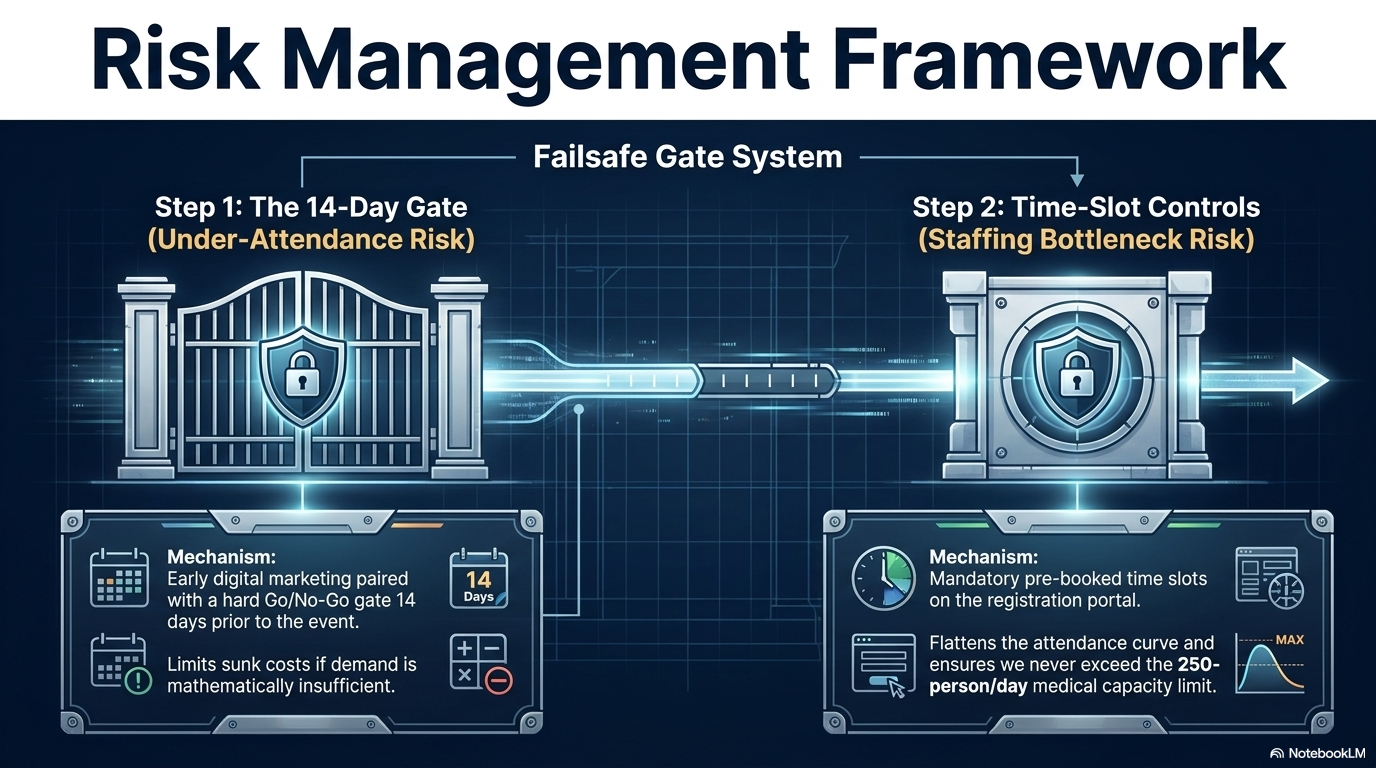 Risk Management Framework
Failsafe Gate System
Step 1: The 14-Day Gate
(Under-Attendance Risk)
Step 2: Time-Slot Controls
(Staffing Bottleneck Risk)
Mechanism:
Early digital marketing paired
with a hard Go/No-Go gate 14
days prior to the event.
Limits sunk costs if demand is
mathematically insufficient.
14
Days
Mechanism:
Mandatory pre-booked time slots
on the registration portal.
Flattens the attendance curve and
ensures we never exceed the 250-
person/day medical capacity limit.
MAX
NotebookLM